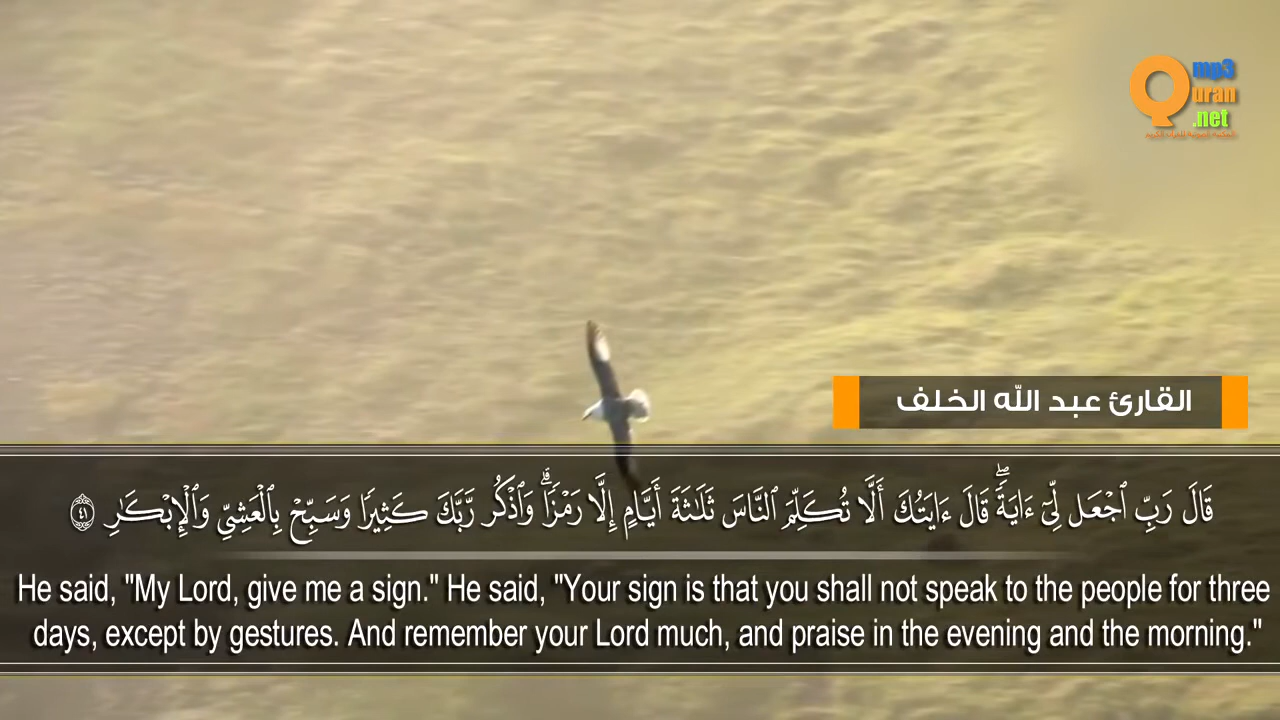 mp3
Quran
.net
القارئ عبد الله الخلف
قَالَ رَبِّ ٱجْعَل لِّىٓ ءَايَةًۖ قَالَ ءَايَتُكَ أَلَّا تُكَلِّمَ ٱلنَّاسَ ثَلَـٰثَةَ أَيَّامٍ إِلَّا رَمْزًاۗ وَٱذْكُر رَّبَّكَ كَثِيرًا وَسَبِّحْ بِٱلْعَشِىِّ وَٱلْإِبْكَـٰرِ ٤١
He said, "My Lord, give me a sign." He said, "Your sign is that you shall not speak to the people for three
days, except by gestures. And remember your Lord much, and praise in the evening and the morning."